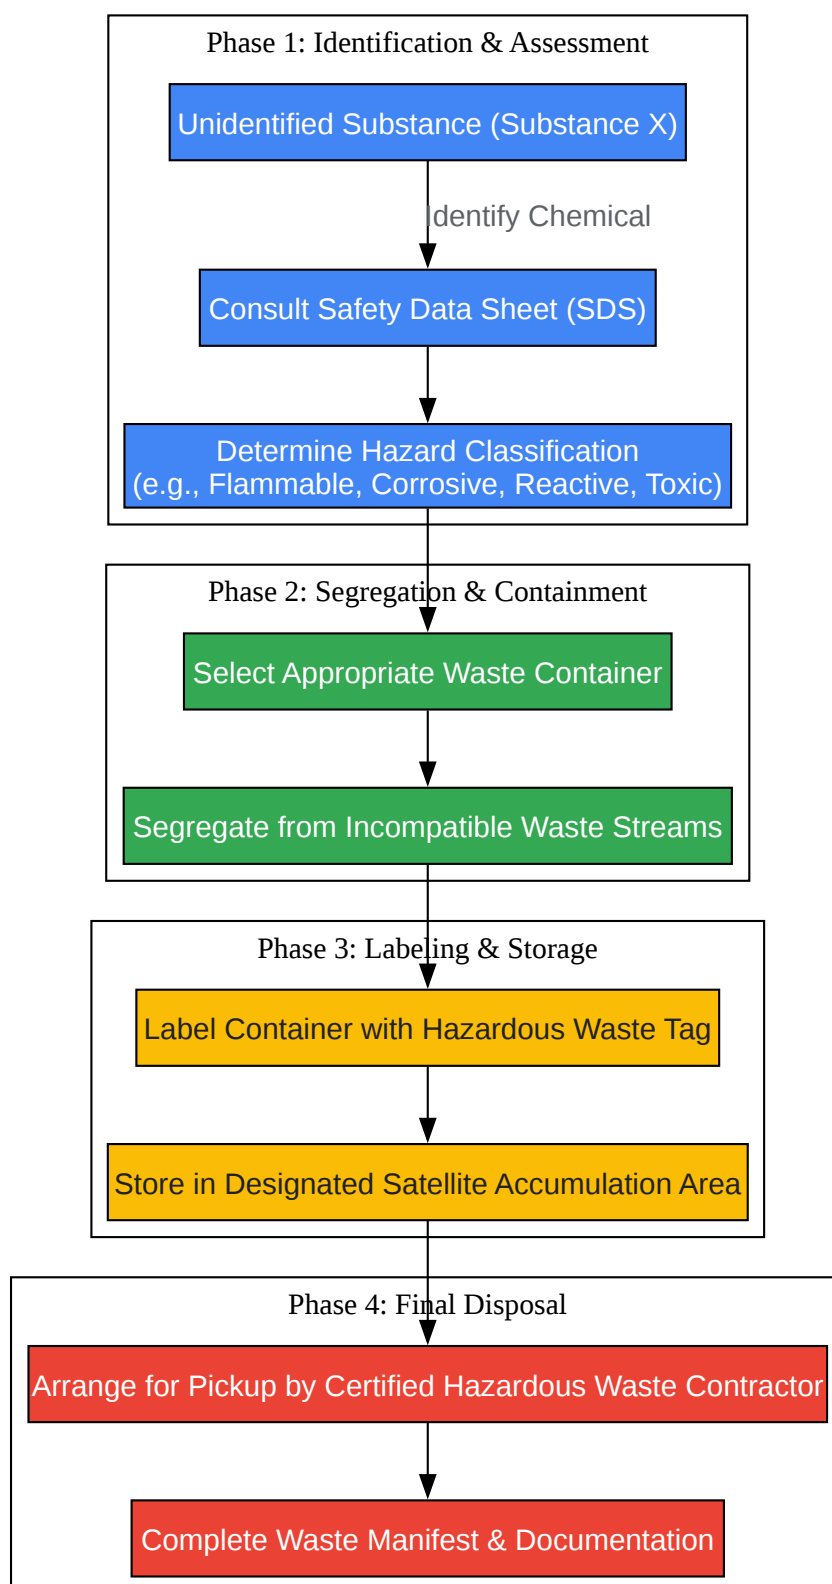 Phase 1: Identification & Assessment
Unidentified Substance (Substance X)
Identify Chemical
Consult Safety Data Sheet (SDS)
Determine Hazard Classification
(e.g., Flammable, Corrosive, Reactive, Toxic)
Phase 2: Segregation & Containment
Select Appropriate Waste Container
Segregate from Incompatible Waste Streams
Phase 3: Labeling & Storage
Label Container with Hazardous Waste Tag
Store in Designated Satellite Accumulation Area
Phase 4: Final Disposal
Arrange for Pickup by Certified Hazardous Waste Contractor
Complete Waste Manifest & Documentation